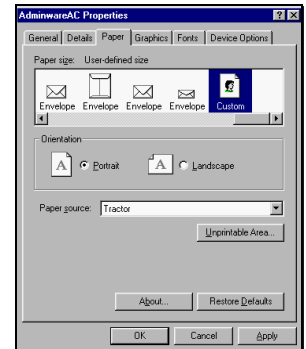 AdminwareAC Properties
General Details Paper Graphics Fonts Device Options
Paper size: User-defined size
Envelope Envelope Envelope Envelope Custom
Orientation
A Portrait A Landscape
Paper source: Tractor
Unprintable Area...
About... Restore Defaults
OK Cancel Apply